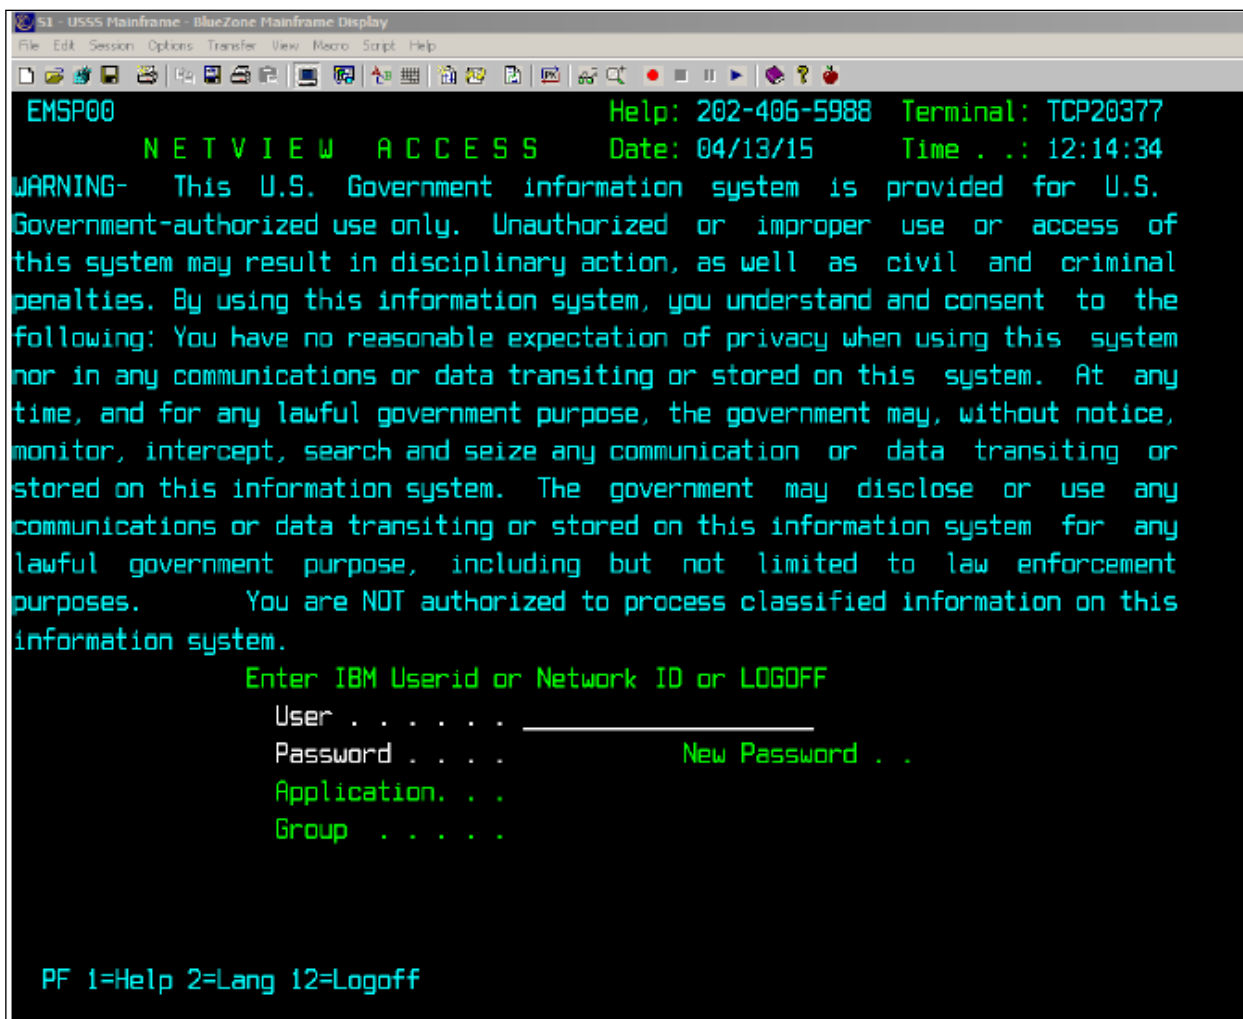 S1 - USSS Mainframe - BlueZone Mainframe Display
File Edit Session Options Transfer View Macro Script Help
EMSP00 Help: 202-406-5988 Terminal: TCP20377
N E T V I E W A C C E S S Date: 04/13/15 Time . .: 12:14:34
WARNING- This U.S. Government information system is provided for U.S.
Government-authorized use only. Unauthorized or improper use or access of
this system may result in disciplinary action, as well as civil and criminal
penalties. By using this information system, you understand and consent to the
following: You have no reasonable expectation of privacy when using this system
nor in any communications or data transiting or stored on this system. At any
time, and for any lawful government purpose, the government may, without notice,
monitor, intercept, search and seize any communication or data transiting or
stored on this information system. The government may disclose or use any
communications or data transiting or stored on this information system for any
lawful government purpose, including but not limited to law enforcement
purposes. You are NOT authorized to process classified information on this
information system.
Enter IBM Userid or Network ID or LOGOFF
User . . . . . .
Password . . . . New Password . .
Application. . .
Group . . . . .
PF 1=Help 2=Lang 12=Logoff